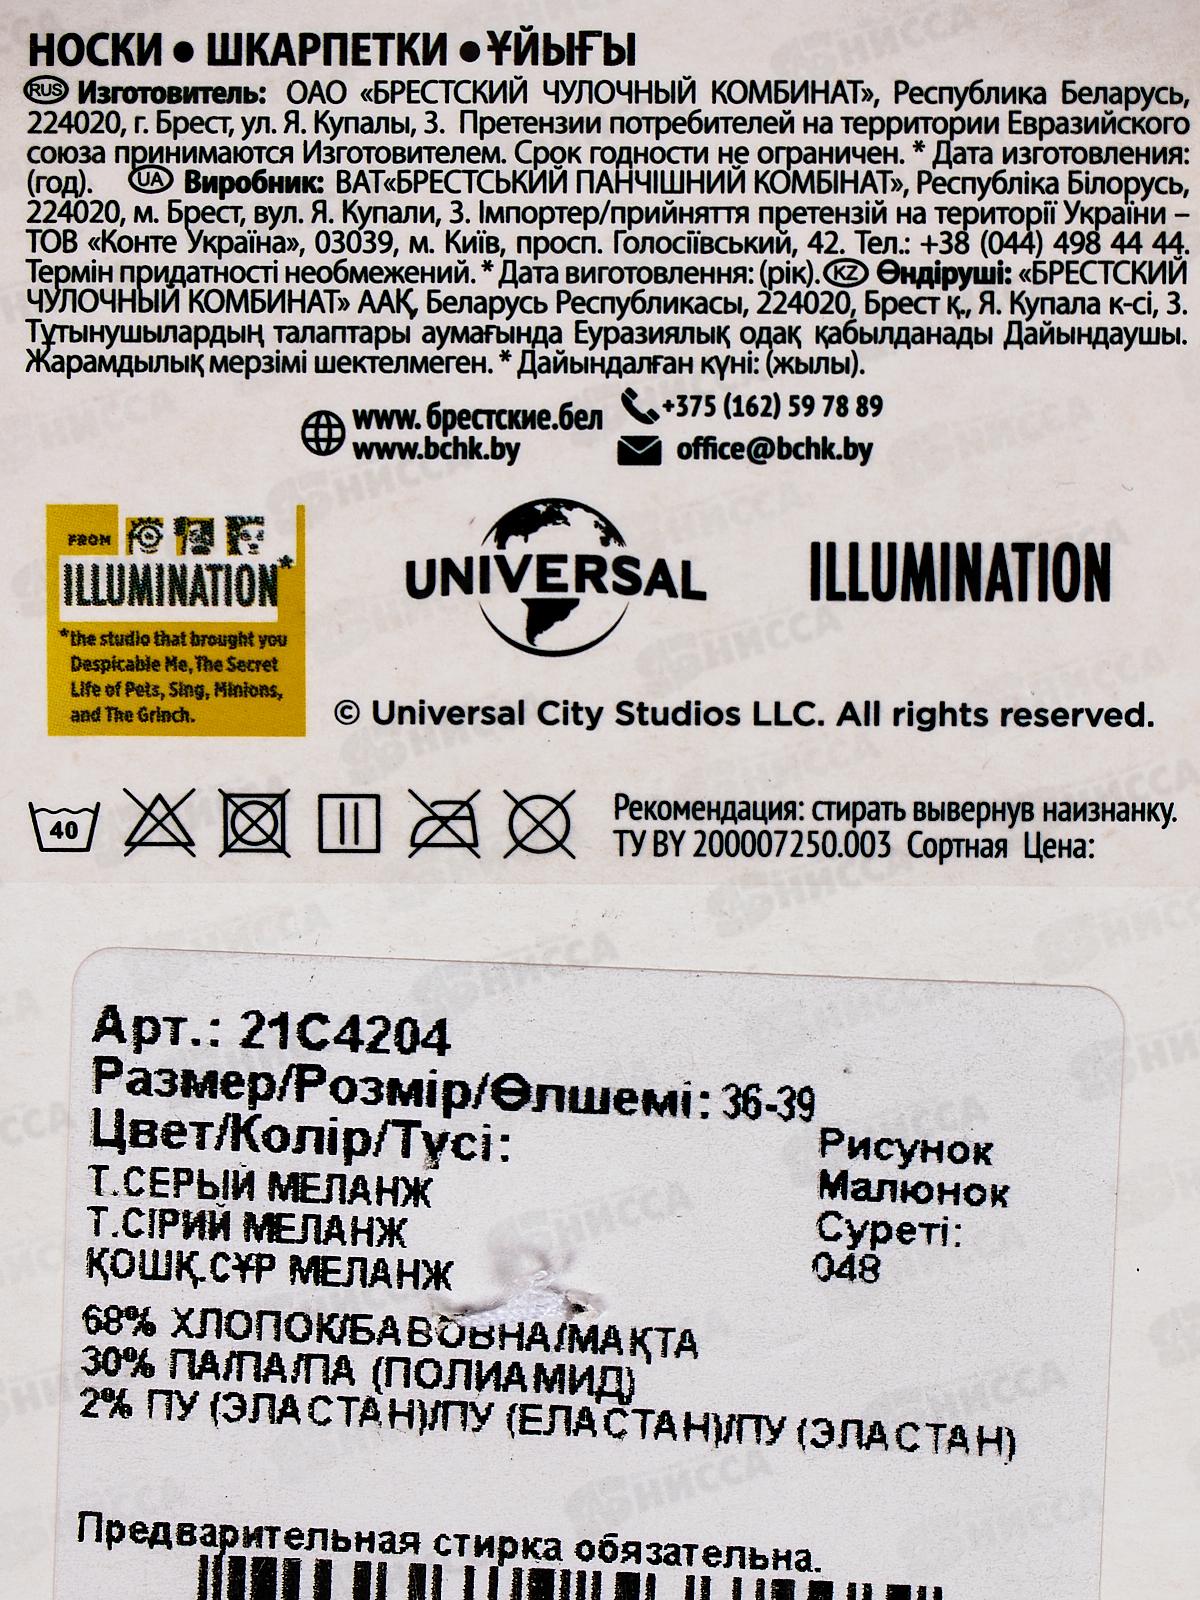 НОСКИ • ШКАРПЕТКИ • ҰЙЫҒЫ
RUS Изготовитель: ОАО «БРЕСТСКИЙ ЧУЛОЧНЫЙ КОМБИНАТ», Республика Беларусь,
224020, г. Брест, ул. Я. Купалы, 3. Претензии потребителей на территории Евразийского
союза принимаются Изготовителем. Срок годности не ограничен. * Дата изготовления:
(год). UA Виробник: ВАТ«БРЕСТСЬКИЙ ПАНЧІШНИЙ КОМБІНАТ», Республіка Білорусь,
224020, м. Брест, вул. Я. Купали, 3. Імпортер/прийняття претензій на території України –
ТОВ «Конте Україна», 03039, м. Київ, просп. Голосіївський, 42. Тел.: +38 (044) 498 44 44.
Термін придатності необмежений. * Дата виготовлення: (рік). KZ Өндіруші: «БРЕСТСКИЙ
ЧУЛОЧНЫЙ КОМБИНАТ» ААҚ, Беларусь Республикасы, 224020, Брест қ., Я. Купала к-сі, 3.
Тұтынушылардың талаптары аумағында Еуразиялық одақ қабылданады Дайындаушы.
Жарамдылық мерзімі шектелмеген. * Дайындалған күні: (жылы).
www. брестские.бел +375 (162) 59 78 89
www.bchk.by office@bchk.by
FROM
ILLUMINATION*
*the studio that brought you
Despicable Me, The Secret
Life of Pets, Sing, Minions,
and The Grinch.
UNIVERSAL
ILLUMINATION
© Universal City Studios LLC. All rights reserved.
40
Рекомендация: стирать вывернув наизнанку.
ТУ BY 200007250.003 Сортная Цена:
Арт.: 21С4204
Размер/Розмір/Өлшемі: 36-39
Цвет/Колір/Түсі:
Т.СЕРЫЙ МЕЛАНЖ
Т.СІРИЙ МЕЛАНЖ
ҚОШҚ.СҰР МЕЛАНЖ
Рисунок
Малюнок
Суреті:
048
68% ХЛОПОК/БАВОВНА/МАҚТА
30% ПА/ПА/ПА (ПОЛИАМИД)
2% ПУ (ЭЛАСТАН)/ПУ (ЕЛАСТАН)/ПУ (ЭЛАСТАН)
Предварительная стирка обязательна.